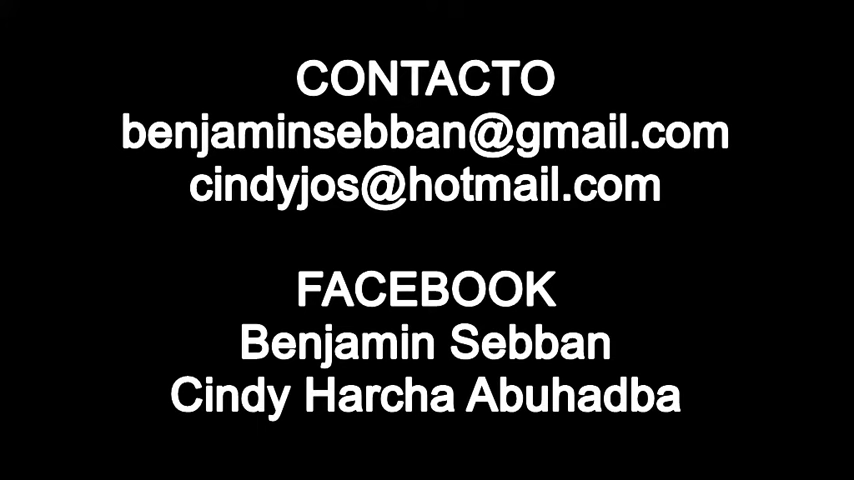 CONTACTO
benjaminsebban@gmail.com
cindyjos@hotmail.com
FACEBOOK
Benjamin Sebban
Cindy Harcha Abuhadba